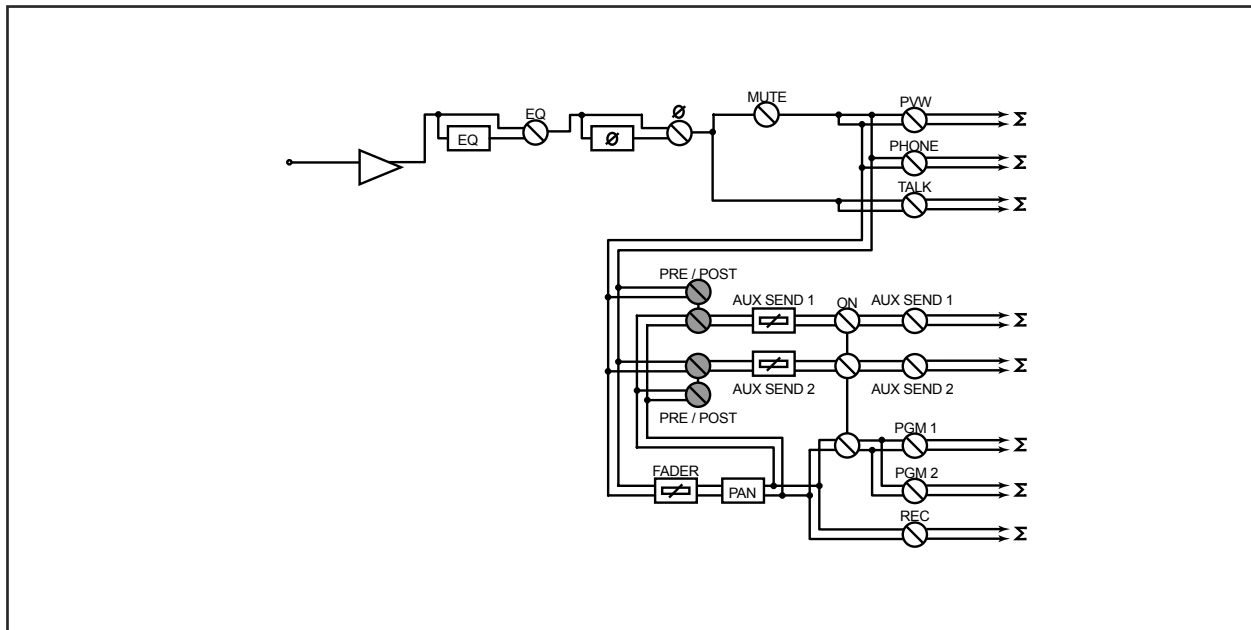 MUTE
PVW
Σ
EQ
Ø
EQ
Ø
PHONE
Σ
TALK
Σ
PRE / POST
AUX SEND 1
ON
AUX SEND 1
Σ
Σ
AUX SEND 2
AUX SEND 2
PRE / POST
PGM 1
Σ
FADER
PAN
PGM 2
Σ
REC
Σ